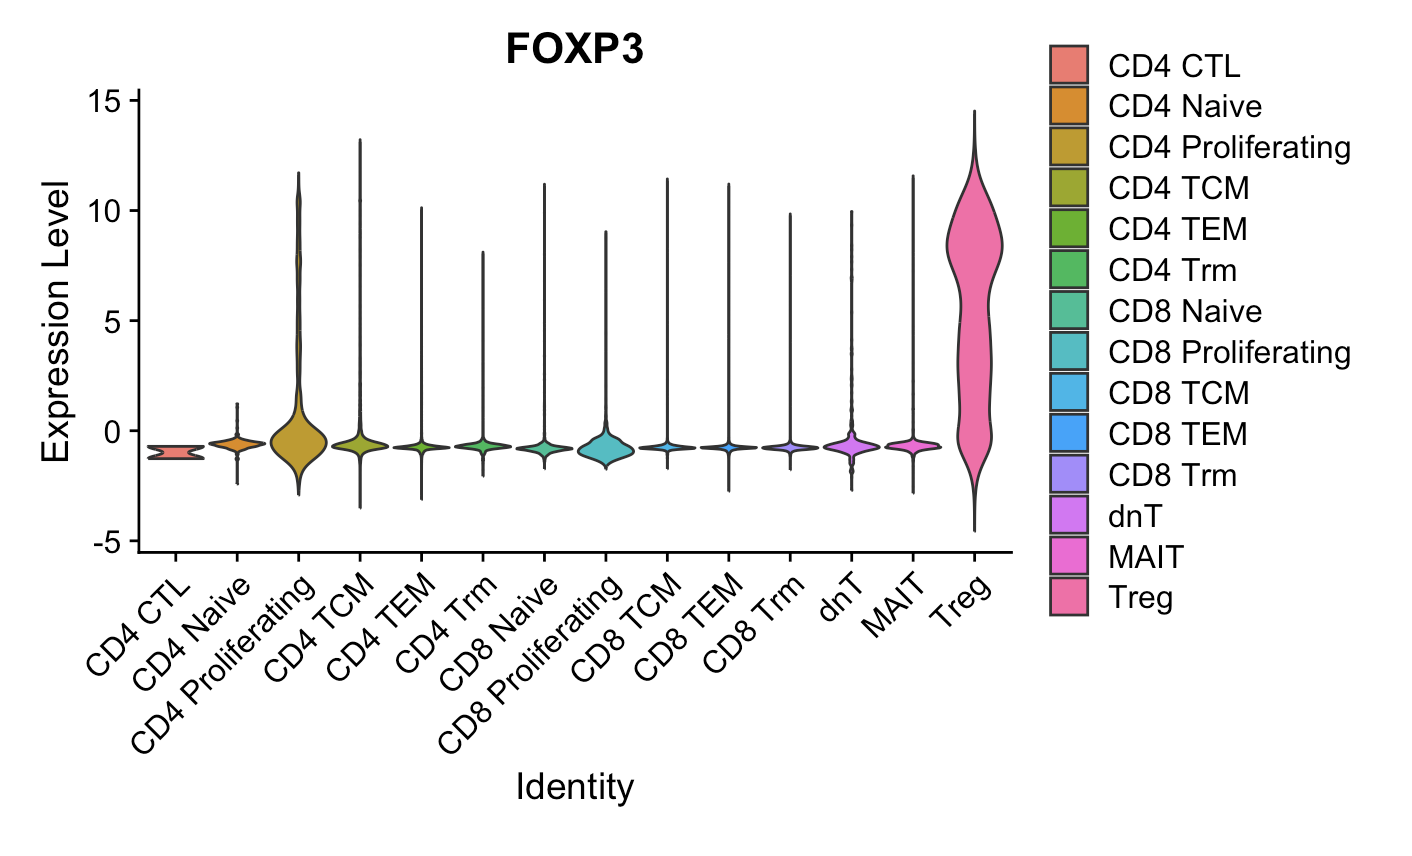 FOXP3
Expression Level
15
10
5
0
-5
CD4 CTL
CD4 Naive
CD4 Proliferating
CD4 TCM
CD4 TEM
CD4 Trm
CD8 Naive
CD8 Proliferating
CD8 TCM
CD8 TEM
CD8 Trm
dnT
MAIT
Treg
Identity
CD4 CTL
CD4 Naive
CD4 Proliferating
CD4 TCM
CD4 TEM
CD4 Trm
CD8 Naive
CD8 Proliferating
CD8 TCM
CD8 TEM
CD8 Trm
dnT
MAIT
Treg